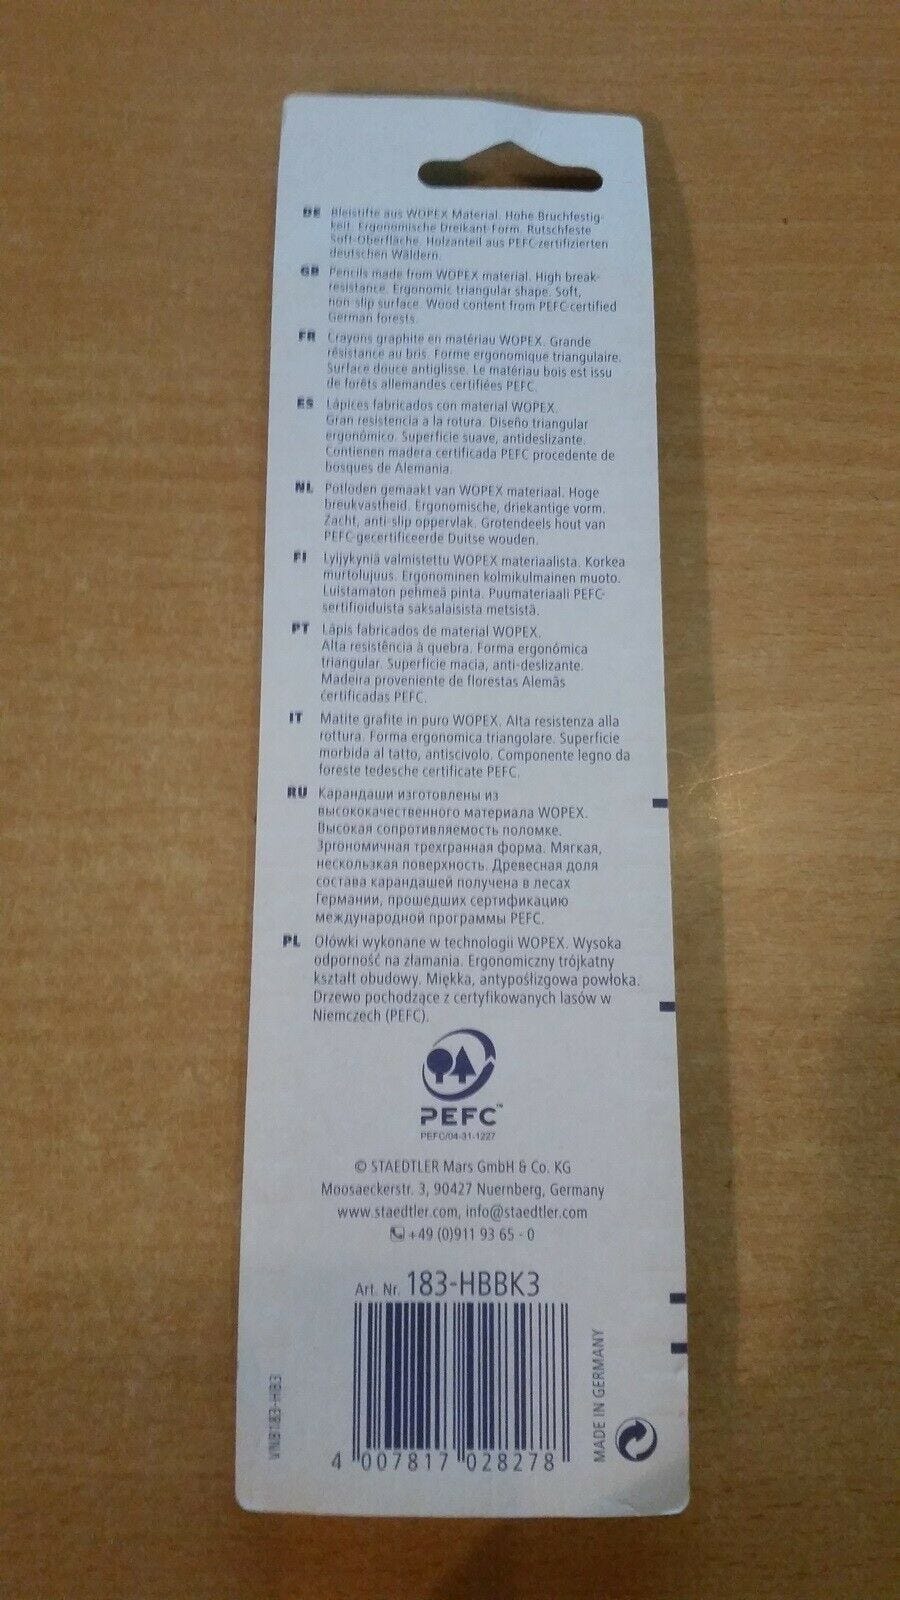 DE Bleistifte aus WOPEX Material. Hohe Bruchfestig-
keit. Ergonomische Dreikant-Form. Rutschfeste
Soft-Oberfläche. Holzanteil aus PEFC-zertifizierten
deutschen Wäldern.
GB Pencils made from WOPEX material. High break-
resistance. Ergonomic triangular shape. Soft,
non-slip surface. Wood content from PEFC-certified
German forests.
FR Crayons graphite en matériau WOPEX. Grande
résistance au bris. Forme ergonomique triangulaire.
Surface douce antiglisse. Le matériau bois est issu
de forêts allemandes certifiées PEFC.
ES Lápices fabricados con material WOPEX.
Gran resistencia a la rotura. Diseño triangular
ergonómico. Superficie suave, antideslizante.
Contienen madera certificada PEFC procedente de
bosques de Alemania.
NL Potloden gemaakt van WOPEX materiaal. Hoge
breukvastheid. Ergonomische, driekantige vorm.
Zacht, anti-slip oppervlak. Grotendeels hout van
PEFC-gecertificeerde Duitse wouden.
FI Lyijykyniä valmistettu WOPEX materiaalista. Korkea
murtolujuus. Ergonominen kolmikulmainen muoto.
Luistamaton pehmeä pinta. Puumateriaali PEFC-
sertifioiduista saksalaisista metsistä.
PT Lápis fabricados de material WOPEX.
Alta resistência à quebra. Forma ergonómica
triangular. Superfície macia, anti-deslizante.
Madeira proveniente de florestas Alemãs
certificadas PEFC.
IT Matite grafite in puro WOPEX. Alta resistenza alla
rottura. Forma ergonomica triangolare. Superficie
morbida al tatto, antiscivolo. Componente legno da
foreste tedesche certificate PEFC.
RU Карандаши изготовлены из
высококачественного материала WOPEX.
Высокая сопротивляемость поломке.
Эргономичная трехгранная форма. Мягкая,
нескользкая поверхность. Древесная доля
состава карандашей получена в лесах
Германии, прошедших сертификацию
международной программы PEFC.
PL Ołówki wykonane w technologii WOPEX. Wysoka
odporność na złamania. Ergonomiczny trójkatny
kształt obudowy. Miękka, antypoślizgowa powłoka.
Drzewo pochodzące z certyfikowanych lasów w
Niemczech (PEFC).
PEFC™
PEFC/04-31-1227
© STAEDTLER Mars GmbH & Co. KG
Moosaeckerstr. 3, 90427 Nuernberg, Germany
www.staedtler.com, info@staedtler.com
+49 (0)911 93 65 - 0
Art. Nr. 183-HBBK3
4 007817 028278
MADE IN GERMANY
VNB183-HB3